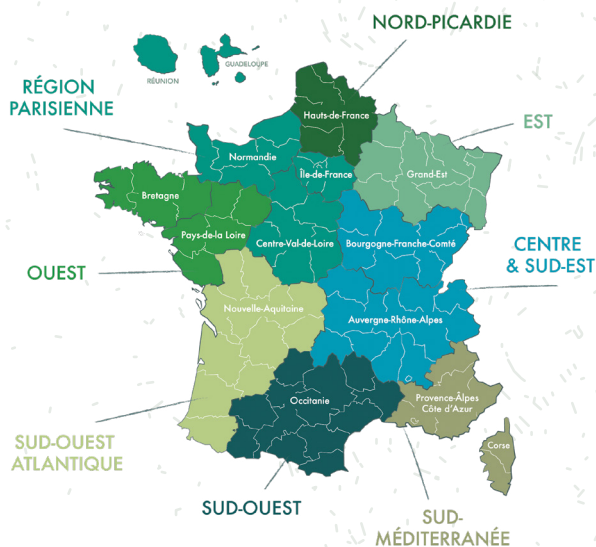 NORD-PICARDIE
RÉUNION
GUADELOUPE
RÉGION
PARISIENNE
Hauts-de-France
EST
Normandie
Île-de-France
Grand-Est
Bretagne
Pays-de-la Loire
Centre-Val-de-Loire
Bourgogne-Franche-Comté
CENTRE
& SUD-EST
OUEST
Nouvelle-Aquitaine
Auvergne-Rhône-Alpes
Occitanie
Provence-Alpes
Côte d'Azur
SUD-OUEST
ATLANTIQUE
Corse
SUD-OUEST
SUD-
MÉDITERRANÉE